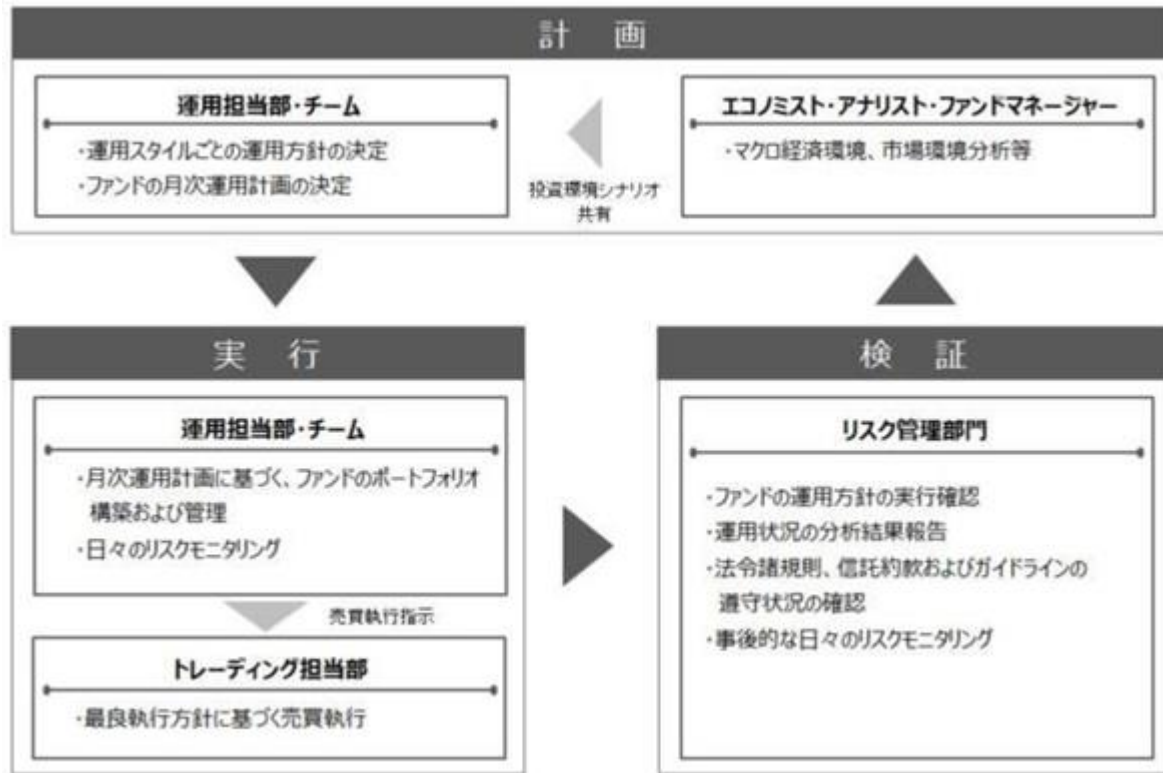 計 画
運用担当部・チーム
・運用スタイルごとの運用方針の決定
・ファンドの月次運用計画の決定
投資環境シナリオ
共有
エコノミスト・アナリスト・ファンドマネージャー
・マクロ経済環境、市場環境分析等
実 行
運用担当部・チーム
・月次運用計画に基づく、ファンドのポートフォリオ
構築および管理
・日々のリスクモニタリング
売買執行指示
トレーディング担当部
・最良執行方針に基づく売買執行
検 証
リスク管理部門
・ファンドの運用方針の実行確認
・運用状況の分析結果報告
・法令諸規則、信託約款およびガイドラインの
遵守状況の確認
・事後的な日々のリスクモニタリング